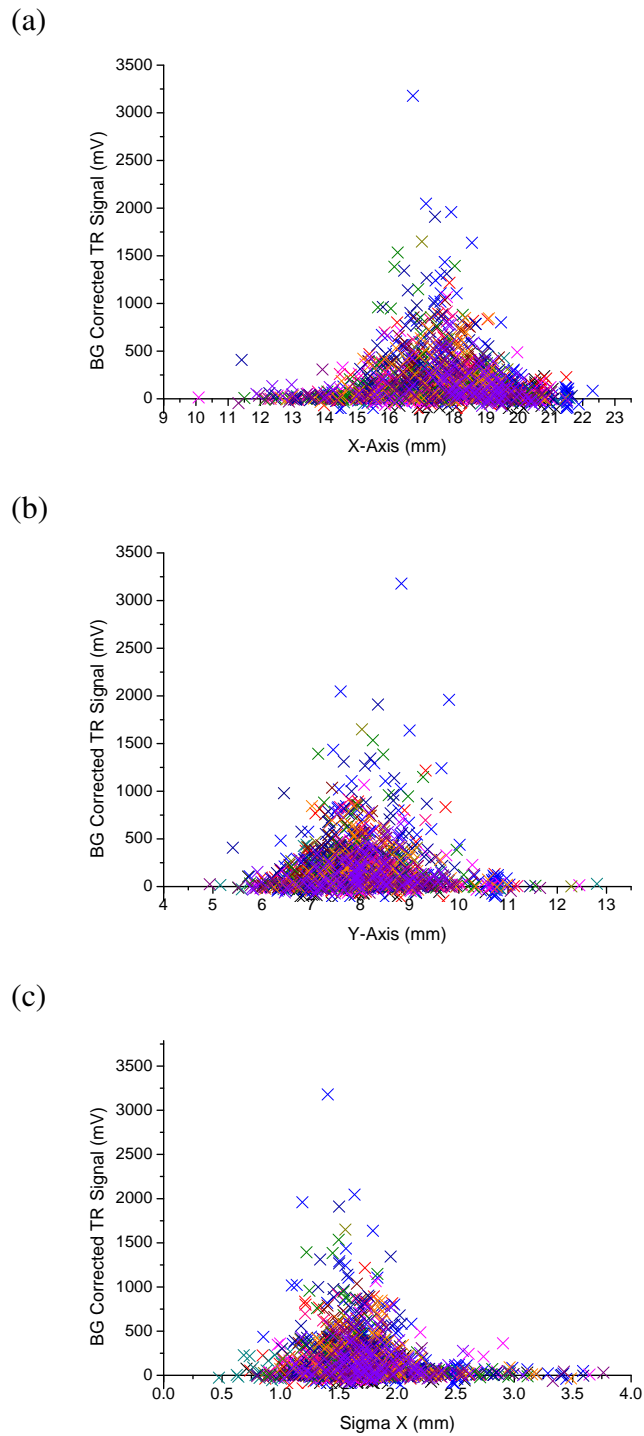 (a)
3500
3000
2500
2000
1500
1000
500
0
BG Corrected TR Signal (mV)
9 10 11 12 13 14 15 16 17 18 19 20 21 22 23
X-Axis (mm)
(b)
3500
3000
2500
2000
1500
1000
500
0
BG Corrected TR Signal (mV)
4 5 6 7 8 9 10 11 12 13
Y-Axis (mm)
(c)
3500
3000
2500
2000
1500
1000
500
0
BG Corrected TR Signal (mV)
0.0 0.5 1.0 1.5 2.0 2.5 3.0 3.5 4.0
Sigma X (mm)